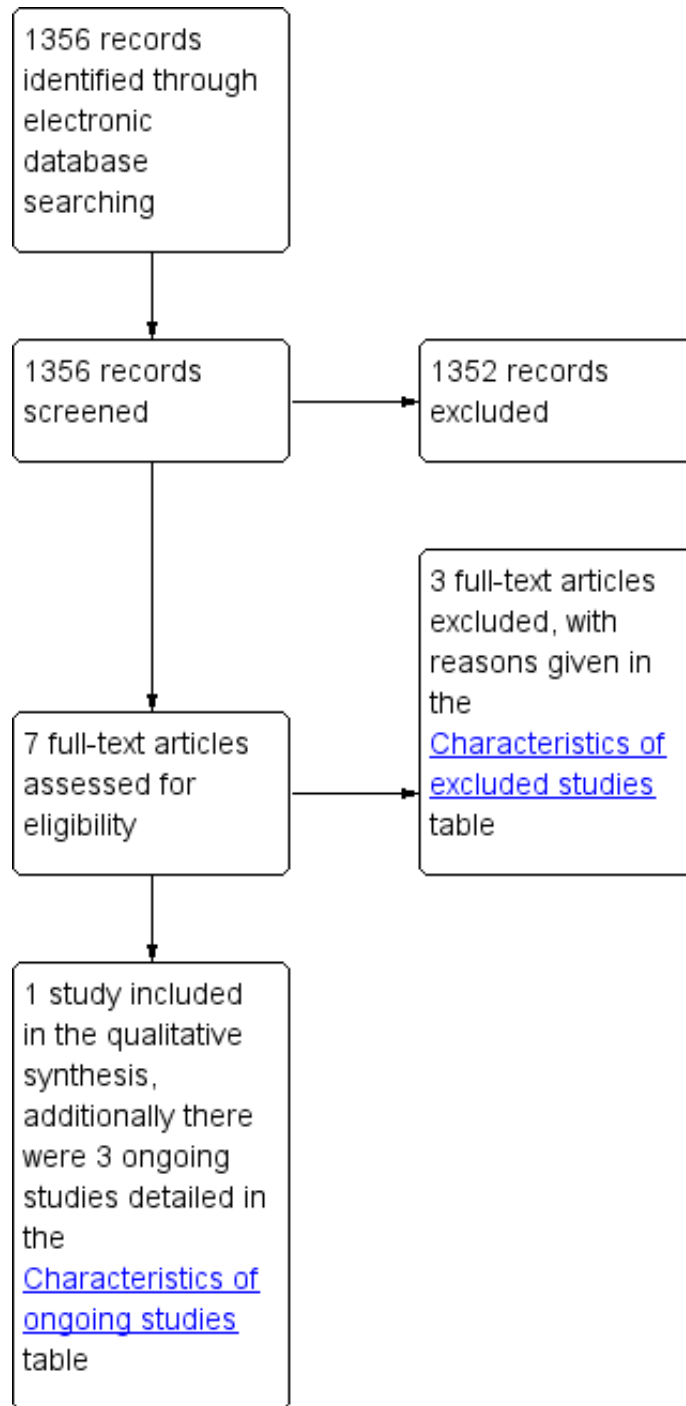 1356 records
identified through
electronic
database
searching
1356 records
screened
1352 records
excluded
3 full-text articles
excluded, with
reasons given in
the
Characteristics of
excluded studies
table
7 full-text articles
assessed for
eligibility
1 study included
in the qualitative
synthesis,
additionally there
were 3 ongoing
studies detailed in
the
Characteristics of
ongoing studies
table